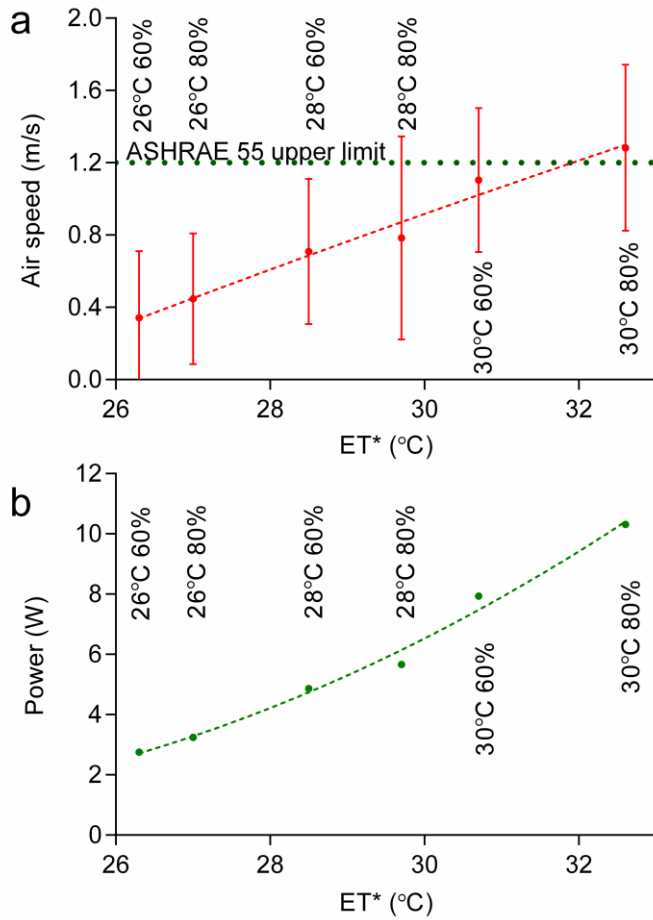 a
2.0
1.6
1.2
0.8
0.4
0.0
Air speed (m/s)
26°C 60%
26°C 80%
28°C 60%
28°C 80%
ASHRAE 55 upper limit
30°C 60%
30°C 80%
26
28
30
32
ET* (°C)
b
12
10
8
6
4
2
0
Power (W)
26°C 60%
26°C 80%
28°C 60%
28°C 80%
30°C 60%
30°C 80%
26
28
30
32
ET* (°C)